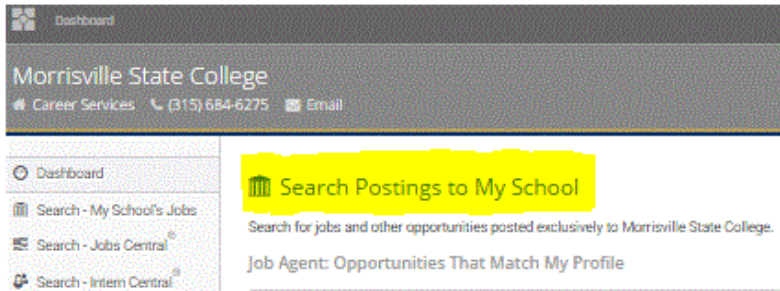 Dashboard
Morrisville State College
Career Services (315) 684-6275 Email
Dashboard
Search - My School's Jobs
Search - Jobs Central®
Search - Intern Central®
Search Postings to My School
Search for jobs and other opportunities posted exclusively to Morrisville State College.
Job Agent: Opportunities That Match My Profile